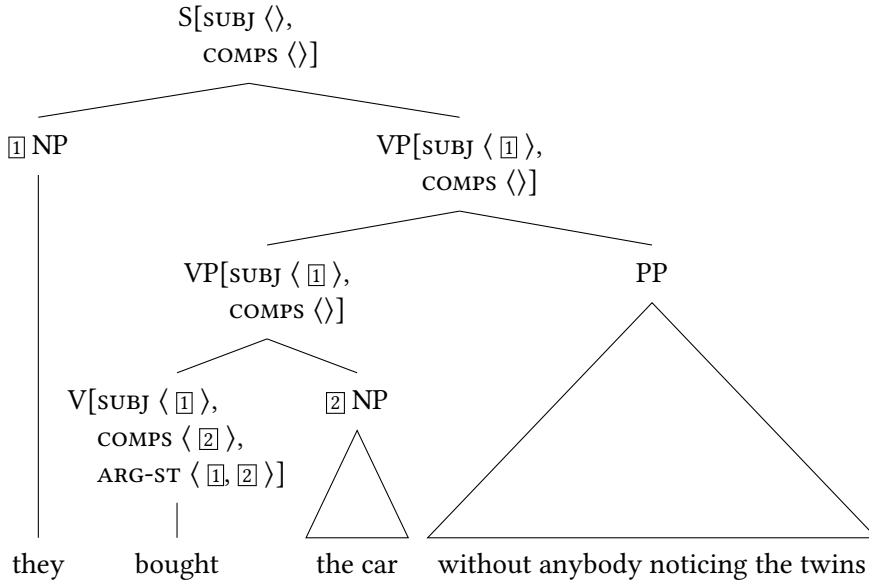 S[SUBJ ⟨⟩,
COMPS ⟨⟩]
1 NP
VP[SUBJ ⟨ 1 ⟩,
COMPS ⟨⟩]
VP[SUBJ ⟨ 1 ⟩,
COMPS ⟨⟩]
PP
V[SUBJ ⟨ 1 ⟩,
COMPS ⟨ 2 ⟩,
ARG-ST ⟨ 1, 2 ⟩]
2 NP
they bought the car without anybody noticing the twins